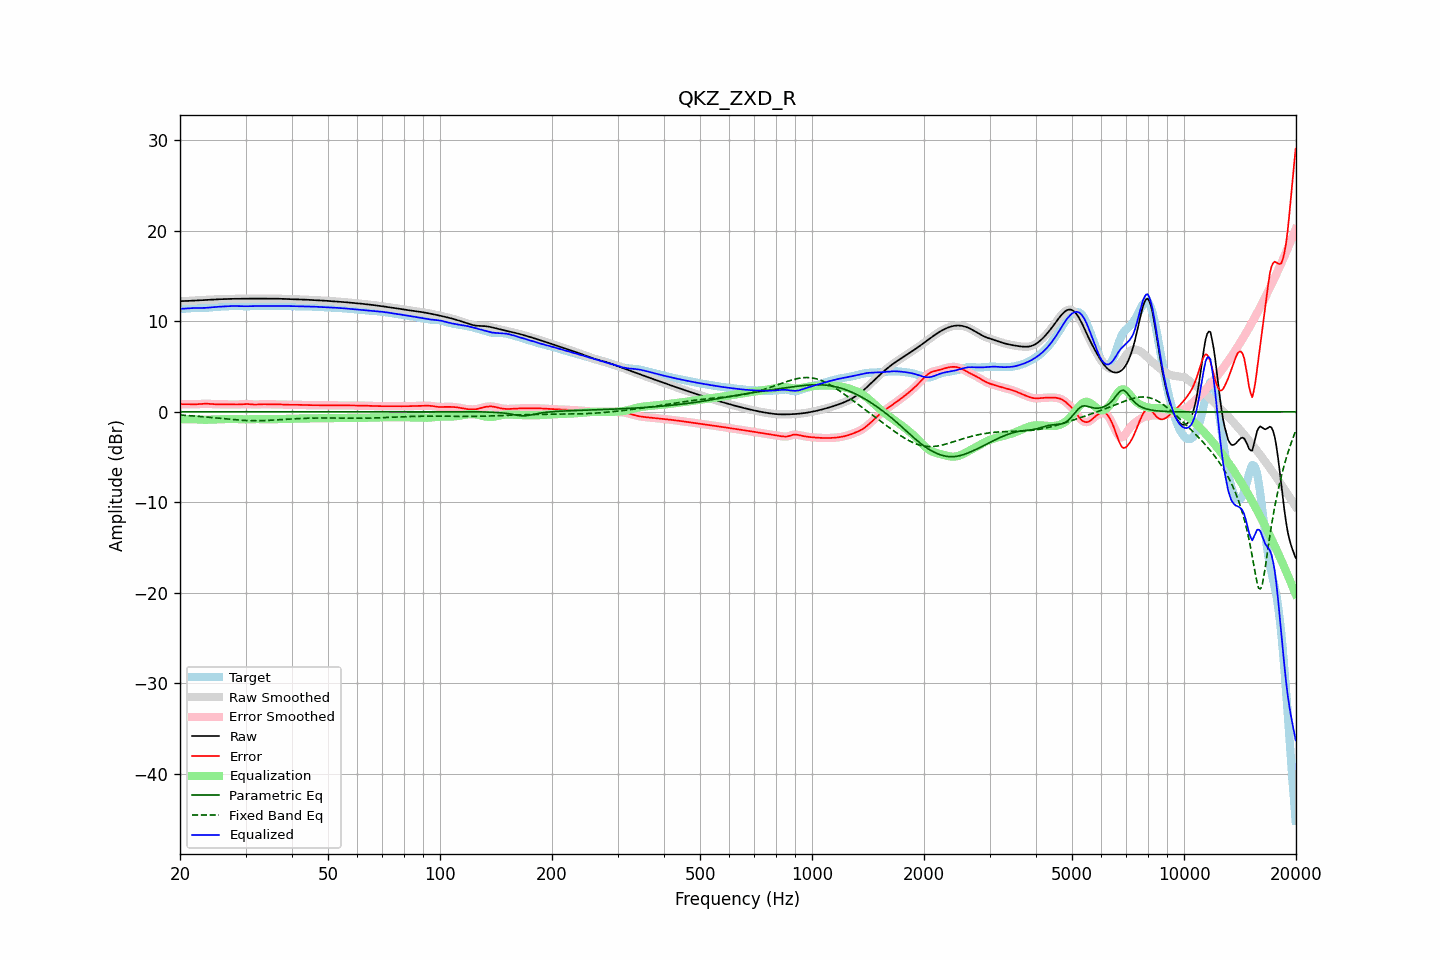 QKZ_ZXD_R
30
20
10
0
−10
−20
−30
−40
Amplitude (dBr)
Target
Raw Smoothed
Error Smoothed
Raw
Error
Equalization
Parametric Eq
Fixed Band Eq
Equalized
20 50 100 200 500 1000 2000 5000 10000 20000
Frequency (Hz)